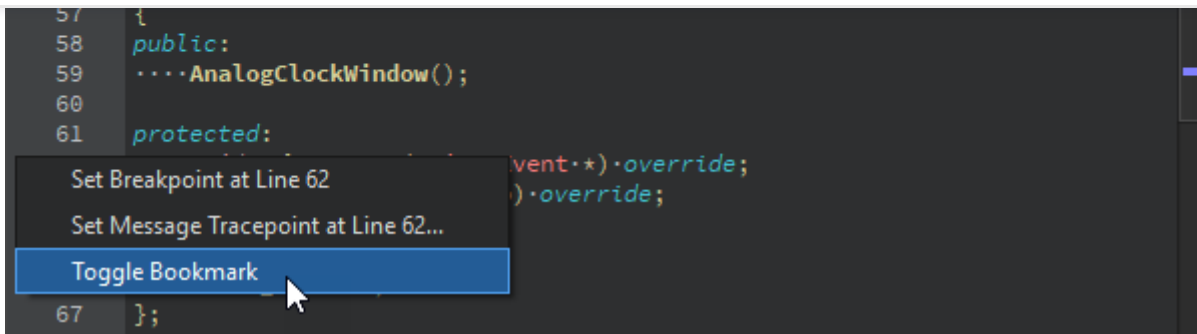 57 {
58 public:
59 ····AnalogClockWindow();
60
61 protected:
vent·*)·override;
Set Breakpoint at Line 62
)·override;
Set Message Tracepoint at Line 62...
Toggle Bookmark
67 };